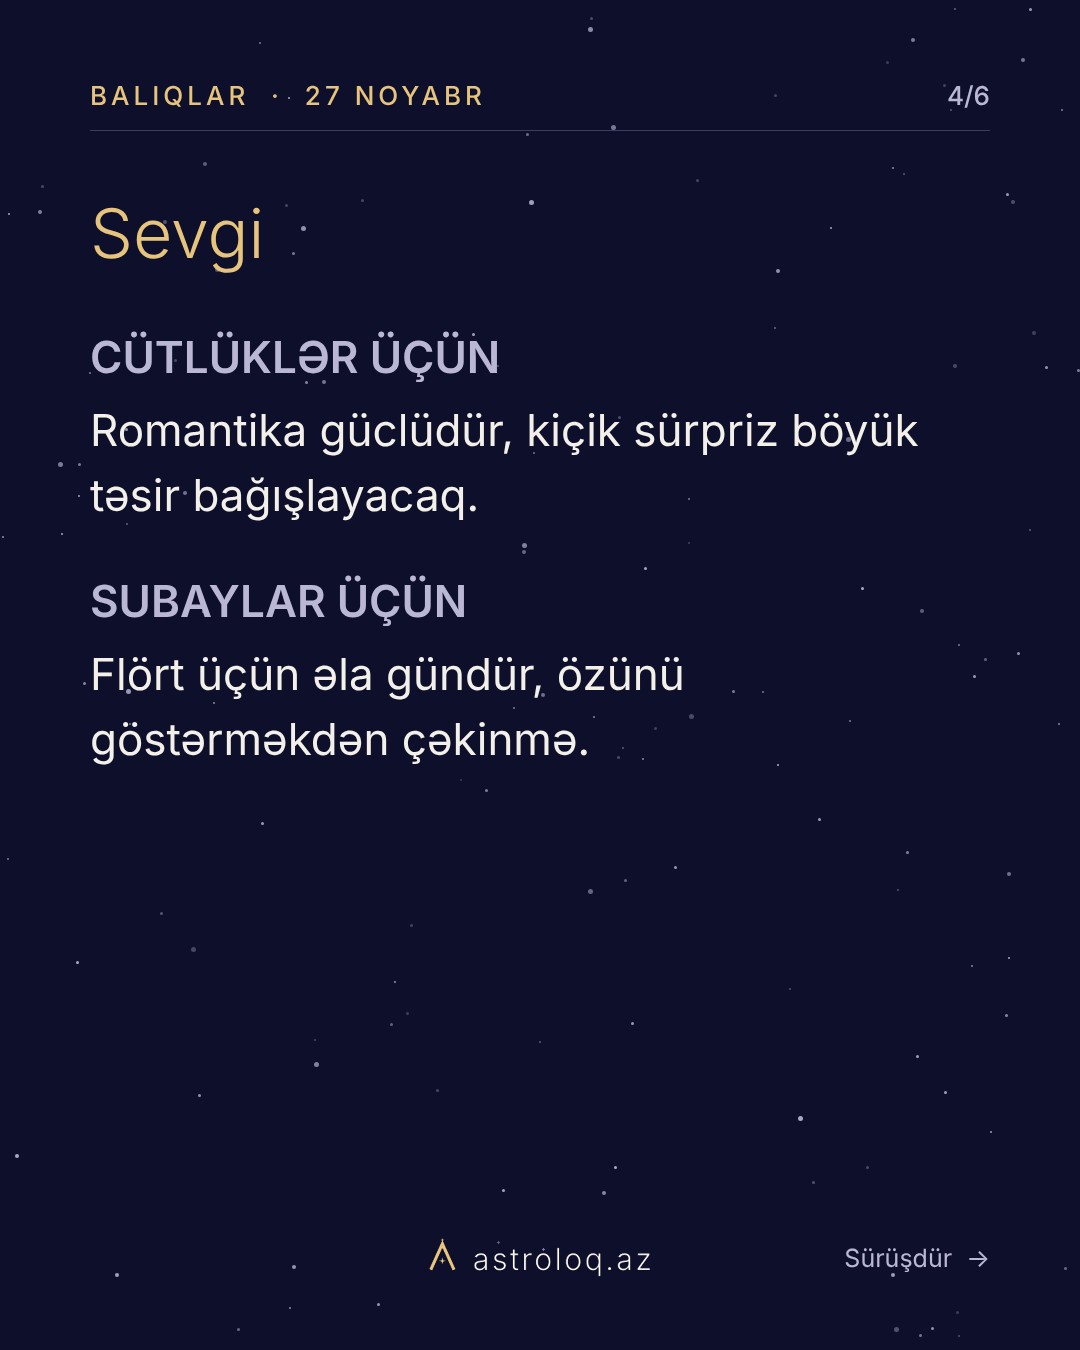 BALIQLAR · 27 NOYABR
4/6
Sevgi
CÜTLÜKLƏR ÜÇÜN
Romantika güclüdür, kiçik sürpriz böyük
təsir bağışlayacaq.
SUBAYLAR ÜÇÜN
Flört üçün əla gündür, özünü
göstərməkdən çəkinmə.
astroloq.az
Sürüşdür →